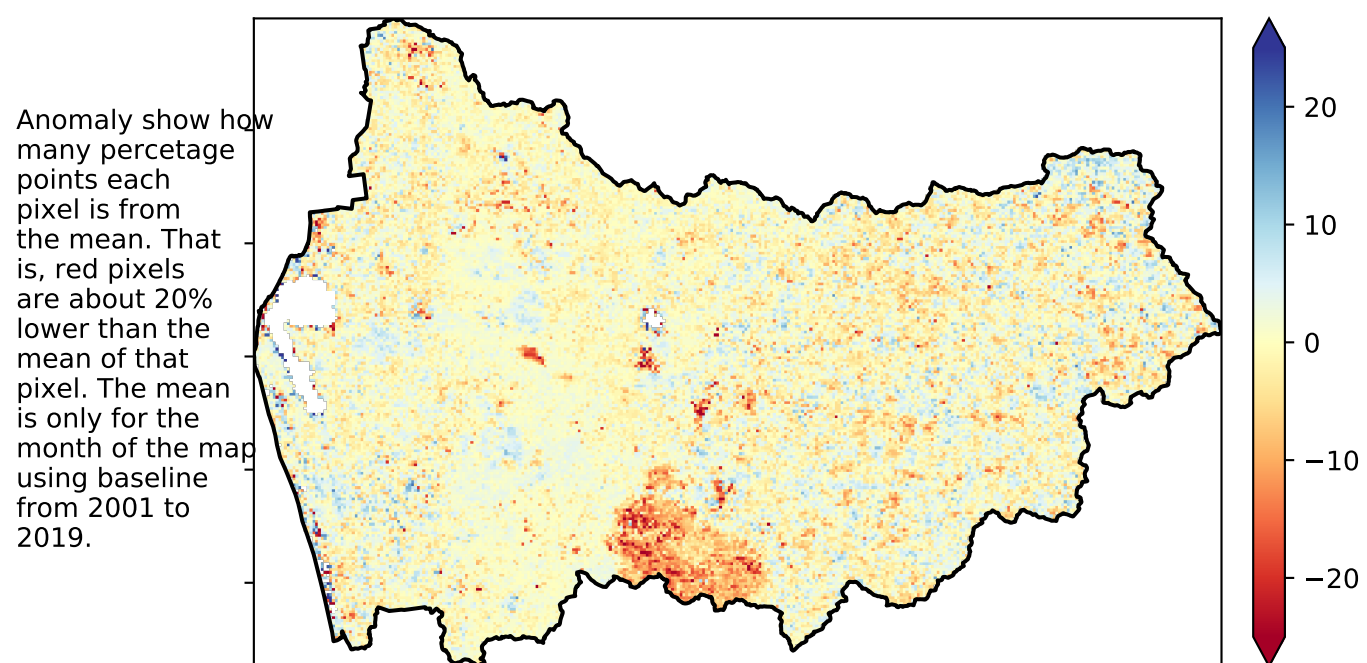 Anomaly show how
many percetage
points each
pixel is from
the mean. That
is, red pixels
are about 20%
lower than the
mean of that
pixel. The mean
is only for the
month of the map
using baseline
from 2001 to
2019.
20
10
0
−10
−20